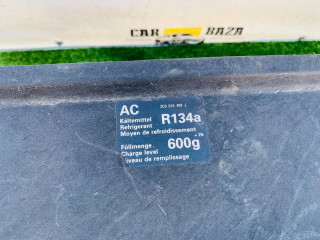 CAR BAZA
AC
Kältemittel
Refrigerant R134a
Moyen de refroidissement
Füllmenge
Charge level 600g
Niveau de remplissage